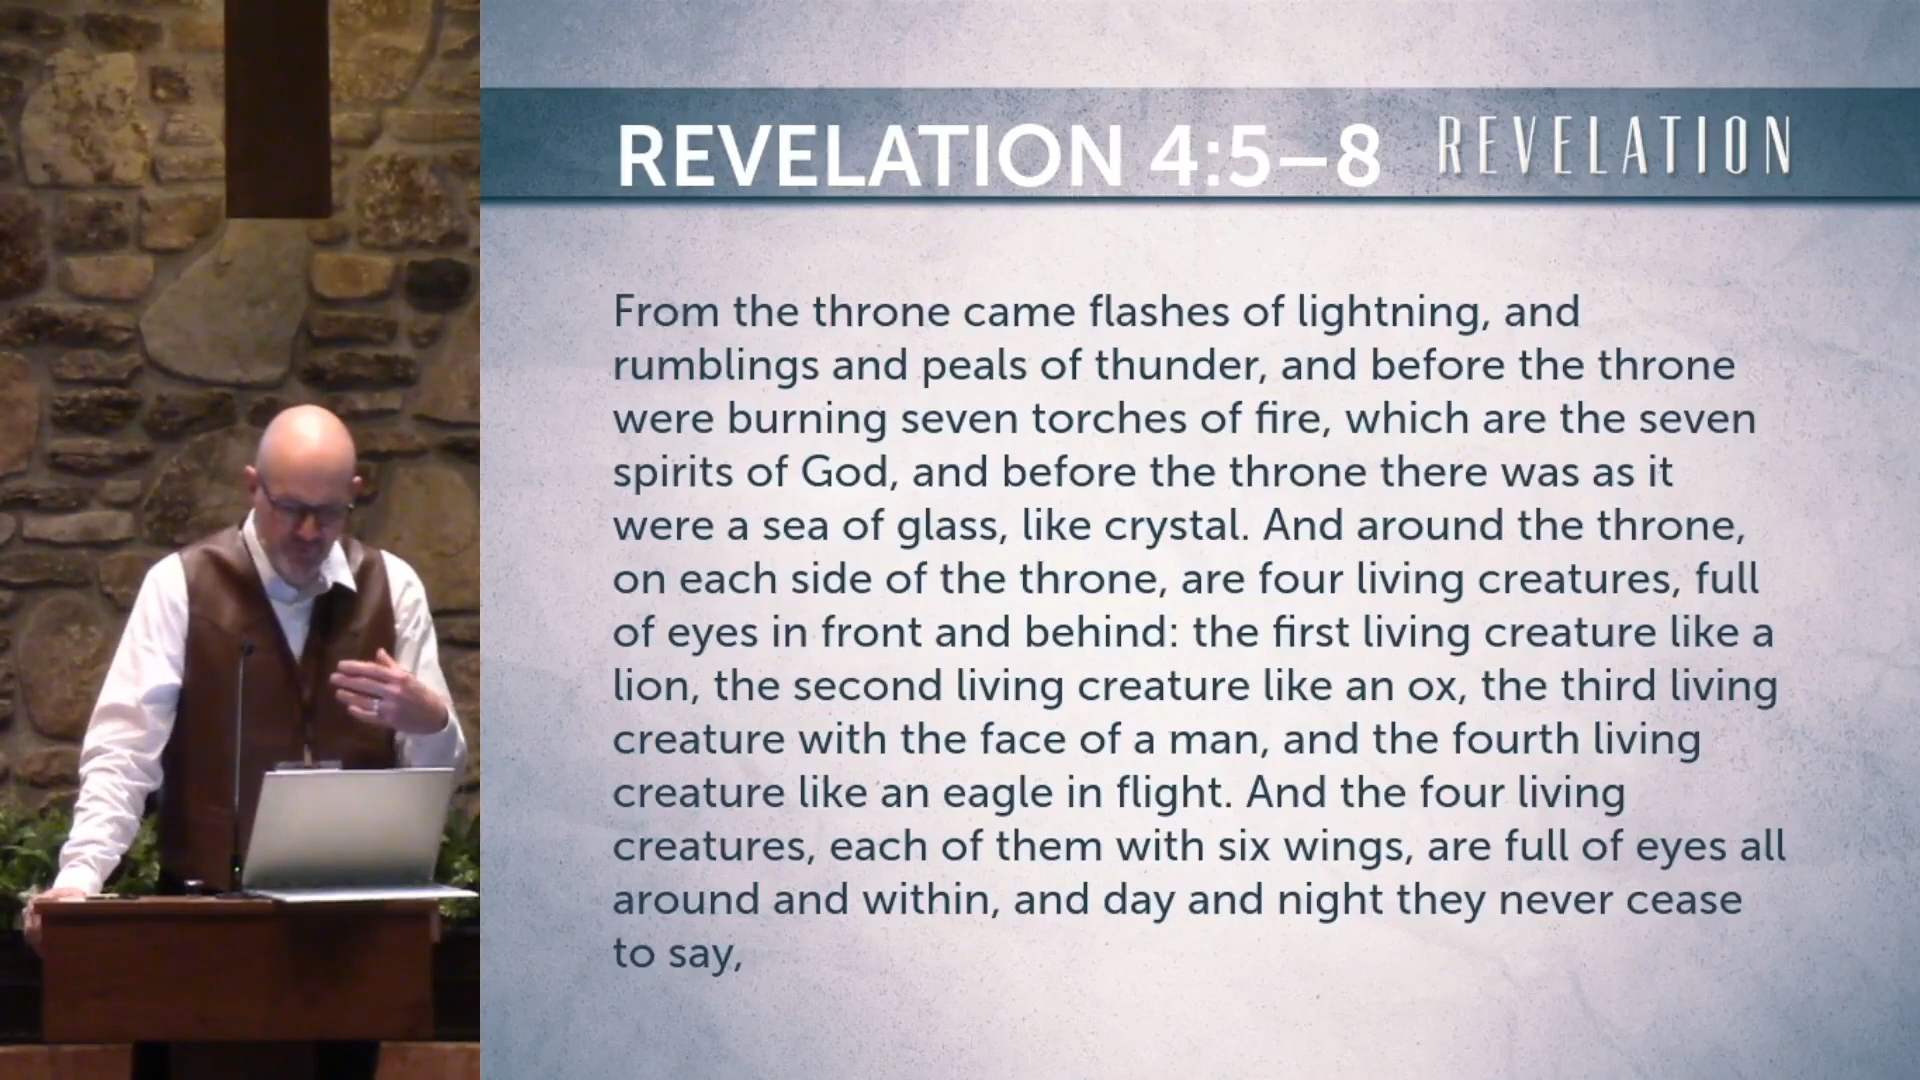 REVELATION 4:5–8 REVELATION
From the throne came flashes of lightning, and
rumblings and peals of thunder, and before the throne
were burning seven torches of fire, which are the seven
spirits of God, and before the throne there was as it
were a sea of glass, like crystal. And around the throne,
on each side of the throne, are four living creatures, full
of eyes in front and behind: the first living creature like a
lion, the second living creature like an ox, the third living
creature with the face of a man, and the fourth living
creature like an eagle in flight. And the four living
creatures, each of them with six wings, are full of eyes all
around and within, and day and night they never cease
to say,